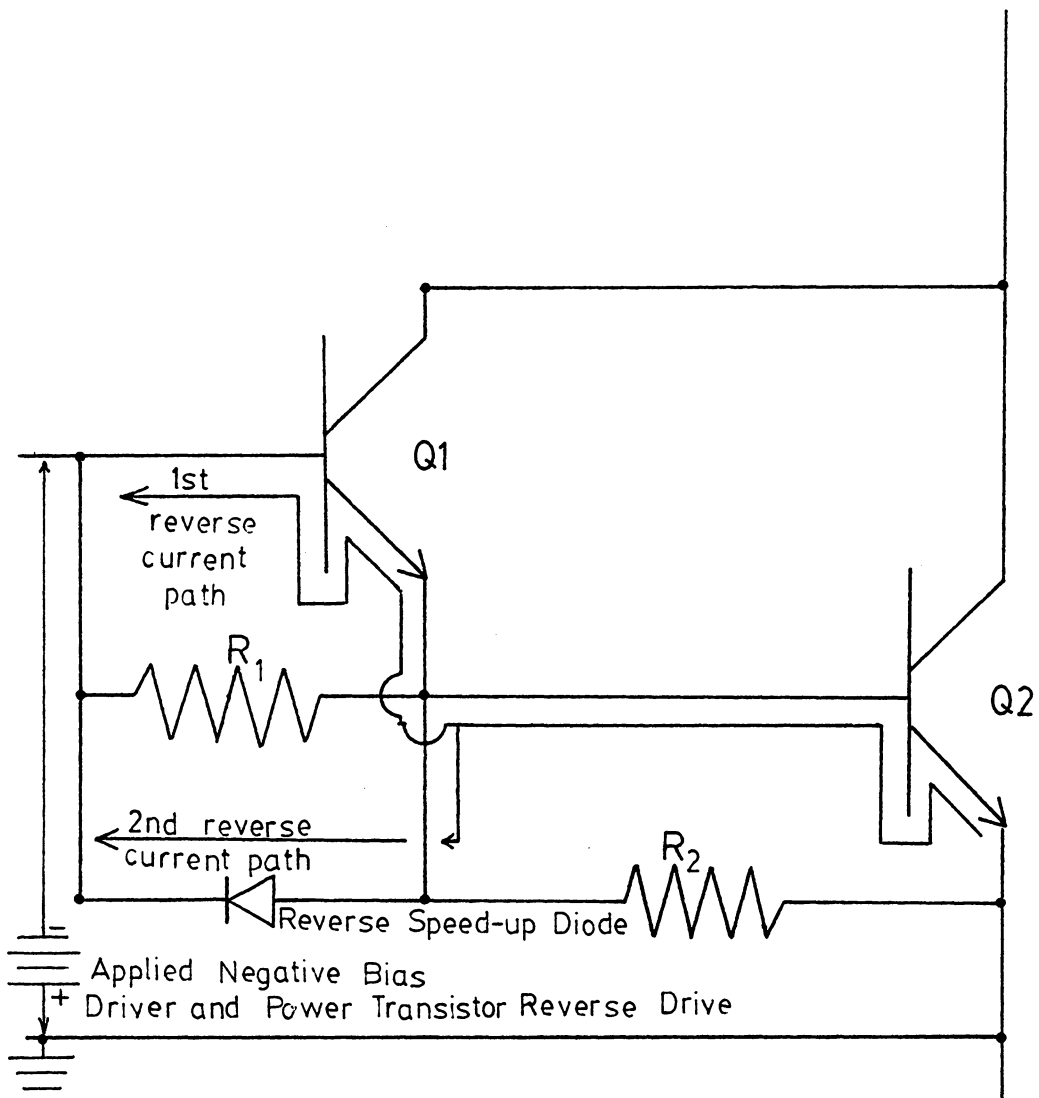 Q1
1st
reverse
current
path
R1
Q2
2nd reverse
current path
R2
Reverse Speed-up Diode
-
Applied Negative Bias
+
Driver and Power Transistor Reverse Drive